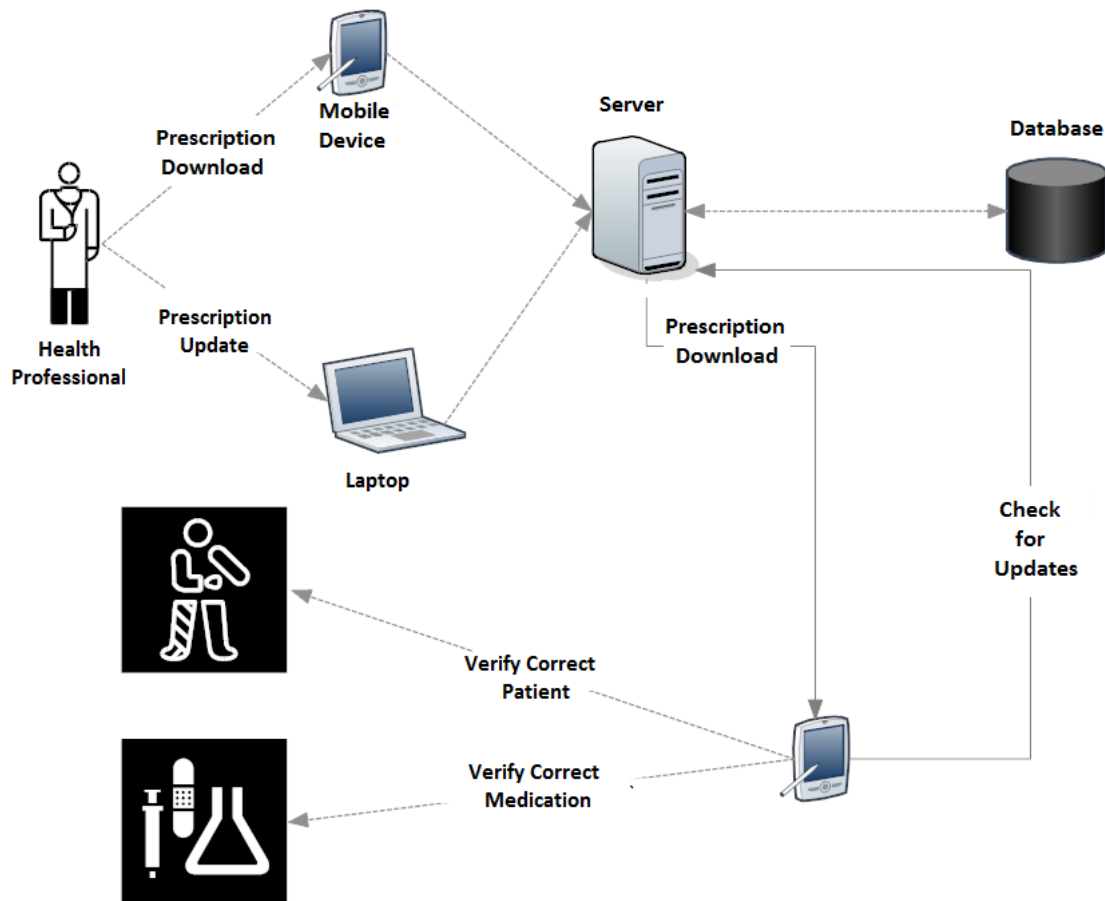 Mobile
Device
Server
Database
Prescription
Download
Prescription
Update
Health
Professional
Prescription
Download
Laptop
Check
for
Updates
Verify Correct
Patient
Verify Correct
Medication